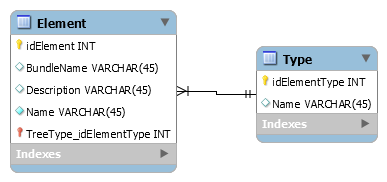 Element
idElement INT
BundleName VARCHAR(45)
Description VARCHAR(45)
Name VARCHAR(45)
TreeType_idElementType INT
Indexes
Type
idElementType INT
Name VARCHAR(45)
Indexes